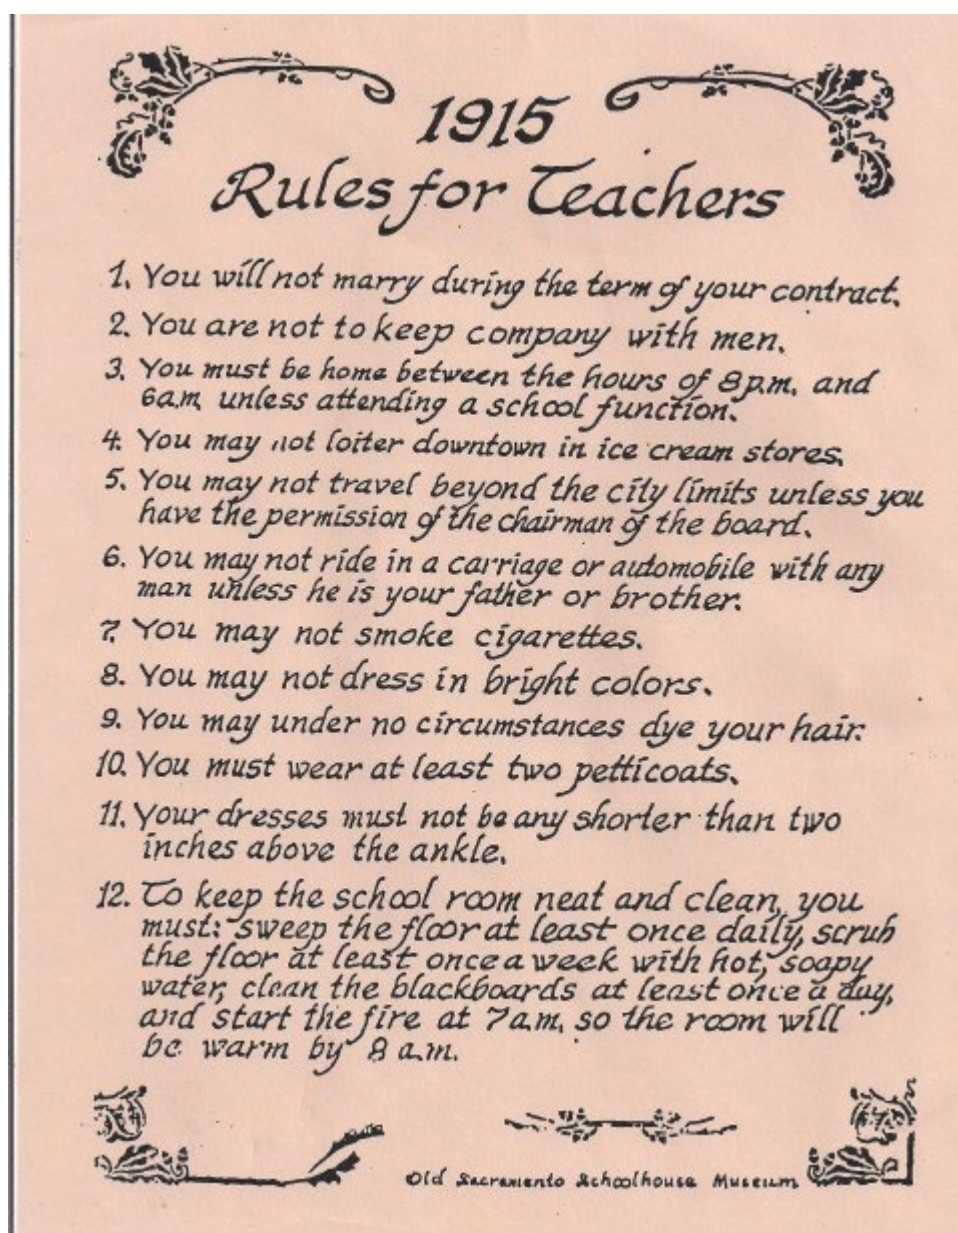 1915
Rules for Teachers
1. You will not marry during the term of your contract.
2. You are not to keep company with men.
3. You must be home between the hours of 8 p.m. and
6 a.m. unless attending a school function.
4. You may not loiter downtown in ice cream stores.
5. You may not travel beyond the city limits unless you
have the permission of the chairman of the board.
6. You may not ride in a carriage or automobile with any
man unless he is your father or brother.
7. You may not smoke cigarettes.
8. You may not dress in bright colors.
9. You may under no circumstances dye your hair.
10. You must wear at least two petticoats.
11. Your dresses must not be any shorter than two
inches above the ankle.
12. To keep the school room neat and clean, you
must: sweep the floor at least once daily, scrub
the floor at least once a week with hot, soapy
water, clean the blackboards at least once a day,
and start the fire at 7 a.m. so the room will
be warm by 8 a.m.
Old Sacramento Schoolhouse Museum